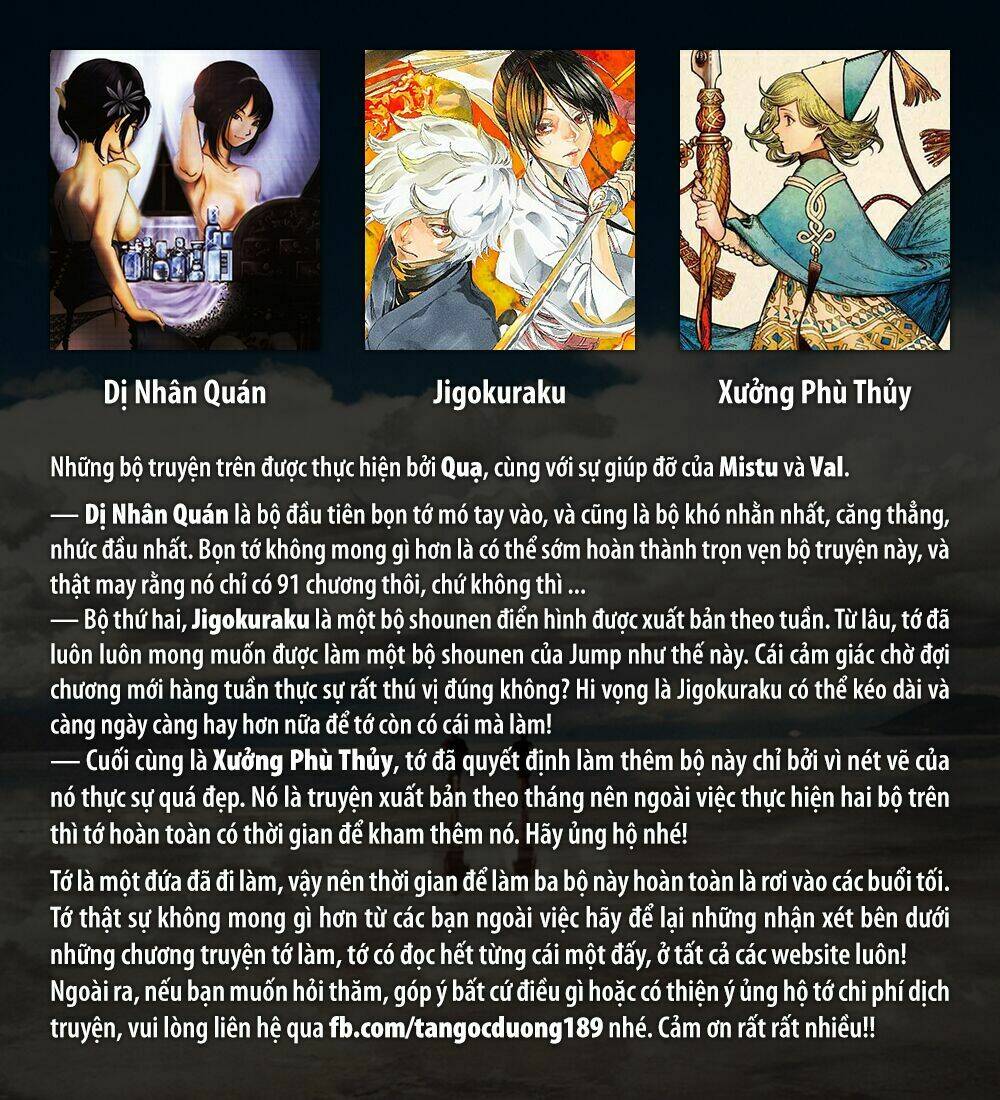 Dị Nhân Quán
Jigokuraku
Xưởng Phù Thủy
Những bộ truyện trên được thực hiện bởi Quạ, cùng với sự giúp đỡ của Mistu và Val.
— Dị Nhân Quán là bộ đầu tiên bọn tớ mó tay vào, và cũng là bộ khó nhằn nhất, căng thẳng,
nhức đầu nhất. Bọn tớ không mong gì hơn là có thể sớm hoàn thành trọn vẹn bộ truyện này, và
thật may rằng nó chỉ có 91 chương thôi, chứ không thì ...
— Bộ thứ hai, Jigokuraku là một bộ shounen điển hình được xuất bản theo tuần. Từ lâu, tớ đã
luôn luôn mong muốn được làm một bộ shounen của Jump như thế này. Cái cảm giác chờ đợi
chương mới hàng tuần thực sự rất thú vị đúng không? Hi vọng là Jigokuraku có thể kéo dài và
càng ngày càng hay hơn nữa để tớ còn có cái mà làm!
— Cuối cùng là Xưởng Phù Thủy, tớ đã quyết định làm thêm bộ này chỉ bởi vì nét vẽ của
nó thực sự quá đẹp. Nó là truyện xuất bản theo tháng nên ngoài việc thực hiện hai bộ trên
thì tớ hoàn toàn có thời gian để kham thêm nó. Hãy ủng hộ nhé!
Tớ là một đứa đã đi làm, vậy nên thời gian để làm ba bộ này hoàn toàn là rơi vào các buổi tối.
Tớ thật sự không mong gì hơn từ các bạn ngoài việc hãy để lại những nhận xét bên dưới
những chương truyện tớ làm, tớ có đọc hết từng cái một đấy, ở tất cả các website luôn!
Ngoài ra, nếu bạn muốn hỏi thăm, góp ý bất cứ điều gì hoặc có thiện ý ủng hộ tớ chi phí dịch
truyện, vui lòng liên hệ qua fb.com/tangocduong189 nhé. Cảm ơn rất rất nhiều!!